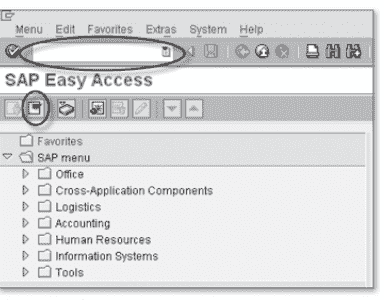 Menu Edit Favorites Extras System Help
SAP Easy Access
Favorites
SAP menu
Office
Cross-Application Components
Logistics
Accounting
Human Resources
Information Systems
Tools